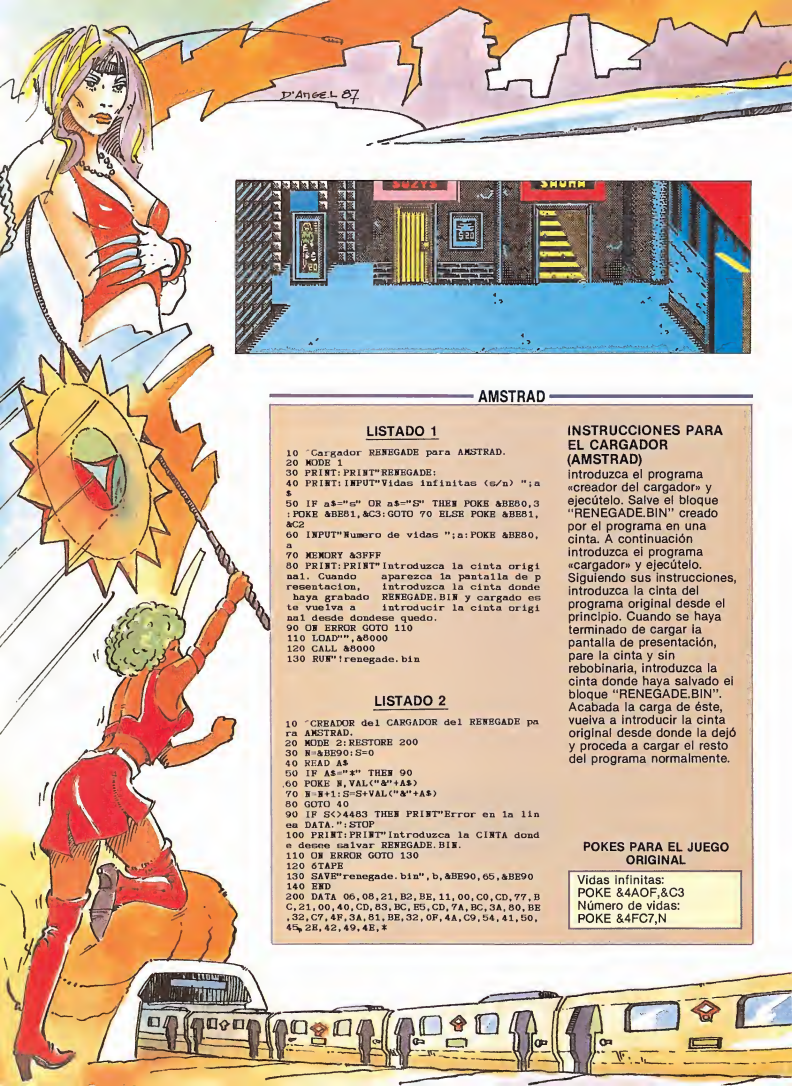 D'ANGEL 87
SUZYS
SAUNA
$20
$20
AMSTRAD
LISTADO 1
10 ´Cargador RENEGADE para AMSTRAD.
20 MODE 1
30 PRINT:PRINT"RENEGADE:
40 PRINT:INPUT"Vidas infinitas (s/n) ";a
$
50 IF a$="s" OR a$="S" THEN POKE &BE80,3
:POKE &BE81,&C3:GOTO 70 ELSE POKE &BE81,
&C2
60 INPUT"Numero de vidas ";a:POKE &BE80,
a
70 MEMORY &3FFF
80 PRINT:PRINT"Introduzca la cinta origi
nal. Cuando     aparezca la pantalla de p
resentacion,    introduzca la cinta donde
 haya grabado  RENEGADE.BIN y cargado es
te vuelva a     introducir la cinta origi
nal desde dondese quedo.
90 ON ERROR GOTO 110
110 LOAD"",&8000
120 CALL &8000
130 RUN"!renegade.bin
LISTADO 2
10 ´CREADOR del CARGADOR del RENEGADE pa
ra AMSTRAD.
20 MODE 2:RESTORE 200
30 N=&BE90:S=0
40 READ A$
50 IF A$="*" THEN 90
60 POKE N,VAL("&"+A$)
70 N=N+1:S=S+VAL("&"+A$)
80 GOTO 40
90 IF S<>4483 THEN PRINT"Error en la lin
ea DATA.":STOP
100 PRINT:PRINT"Introduzca la CINTA dond
e desee salvar RENEGADE.BIN.
110 ON ERROR GOTO 130
120 6TAPE
130 SAVE"renegade.bin",b,&BE90,65,&BE90
140 END
200 DATA 06,08,21,B2,BE,11,00,C0,CD,77,B
C,21,00,40,CD,83,BC,E5,CD,7A,BC,3A,80,BE
,32,C7,4F,3A,81,BE,32,0F,4A,C9,54,41,50,
45,2E,42,49,4E,*
INSTRUCCIONES PARA
EL CARGADOR
(AMSTRAD)
introduzca el programa
«creador del cargador» y
ejecútelo. Salve el bloque
"RENEGADE.BIN" creado
por el programa en una
cinta. A continuación
introduzca el programa
«cargador» y ejecútelo.
Siguiendo sus instrucciones,
introduzca la cinta del
programa original desde el
principio. Cuando se haya
terminado de cargar la
pantalla de presentación,
pare la cinta y sin
rebobinaria, introduzca la
cinta donde haya salvado el
bloque "RENEGADE.BIN".
Acabada la carga de éste,
vuelva a introducir la cinta
original desde donde la dejó
y proceda a cargar el resto
del programa normalmente.
POKES PARA EL JUEGO
ORIGINAL
Vidas infinitas:
POKE &4AOF,&C3
Número de vidas:
POKE &4FC7,N